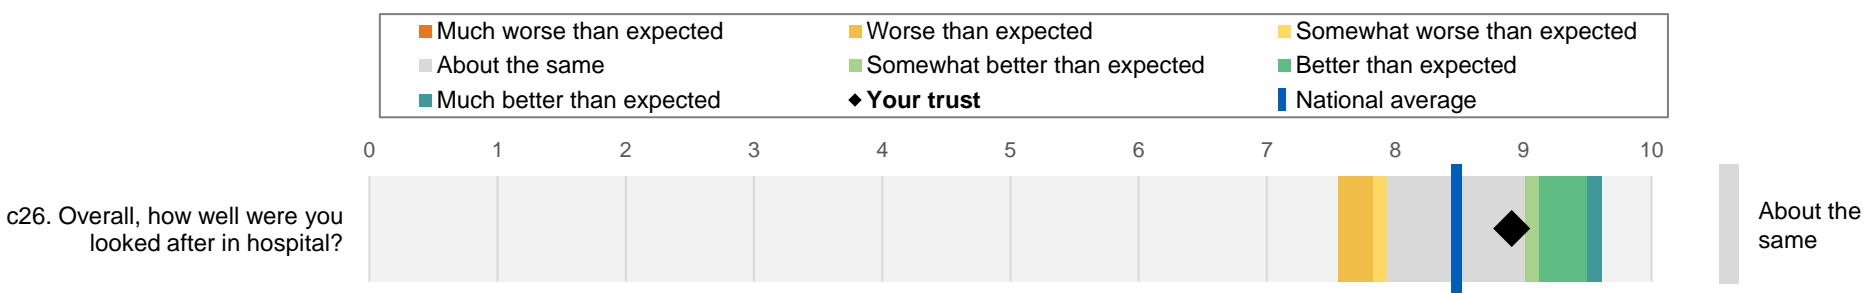 Much worse than expected Worse than expected Somewhat worse than expected
About the same Somewhat better than expected Better than expected
Much better than expected Your trust National average
0 1 2 3 4 5 6 7 8 9 10
c26. Overall, how well were you
looked after in hospital?
About the
same